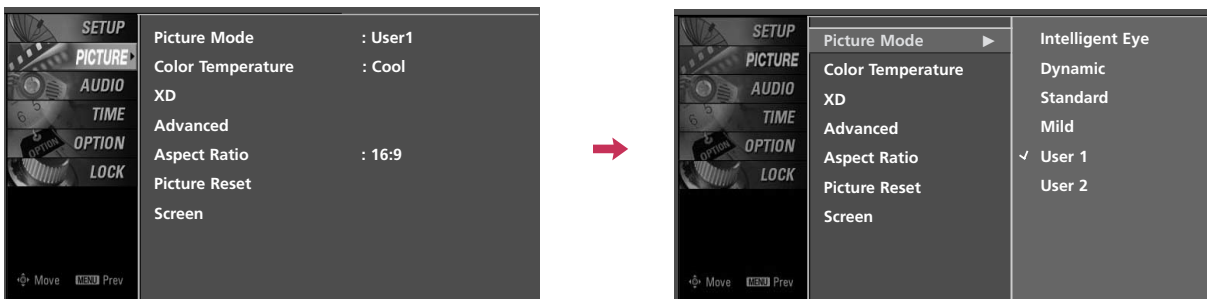 SETUP
PICTURE
AUDIO
TIME
OPTION
LOCK
Picture Mode : User1
Color Temperature : Cool
XD
Advanced
Aspect Ratio : 16:9
Picture Reset
Screen
Move MENU Prev
SETUP
PICTURE
AUDIO
TIME
OPTION
LOCK
Picture Mode ▶
Color Temperature
XD
Advanced
Aspect Ratio
Picture Reset
Screen
Intelligent Eye
Dynamic
Standard
Mild
✓ User 1
User 2
Move MENU Prev